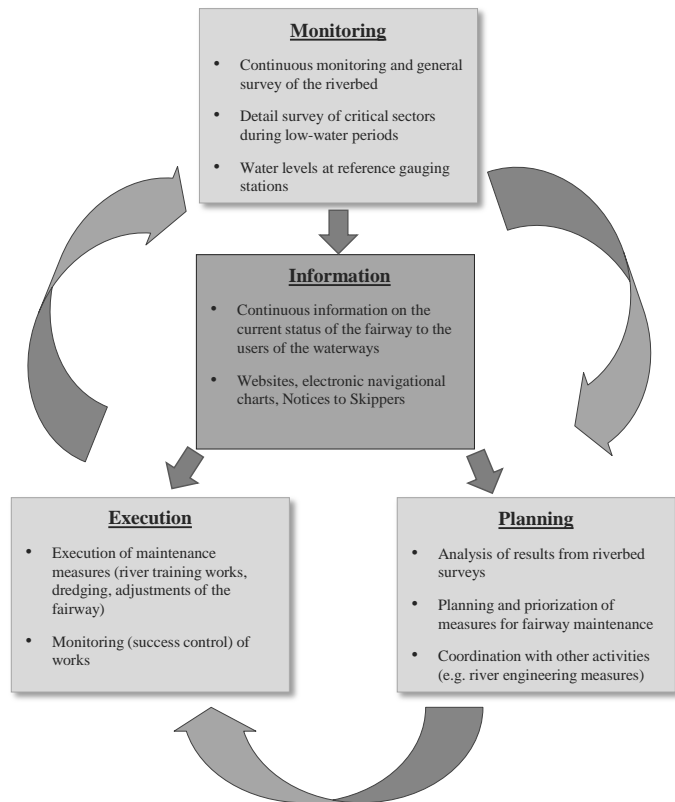 Monitoring
• Continuous monitoring and general
survey of the riverbed
• Detail survey of critical sectors
during low-water periods
• Water levels at reference gauging
stations
Information
• Continuous information on the
current status of the fairway to the
users of the waterways
• Websites, electronic navigational
charts, Notices to Skippers
Execution
• Execution of maintenance
measures (river training works,
dredging, adjustments of the
fairway)
• Monitoring (success control) of
works
Planning
• Analysis of results from riverbed
surveys
• Planning and priorization of
measures for fairway maintenance
• Coordination with other activities
(e.g. river engineering measures)